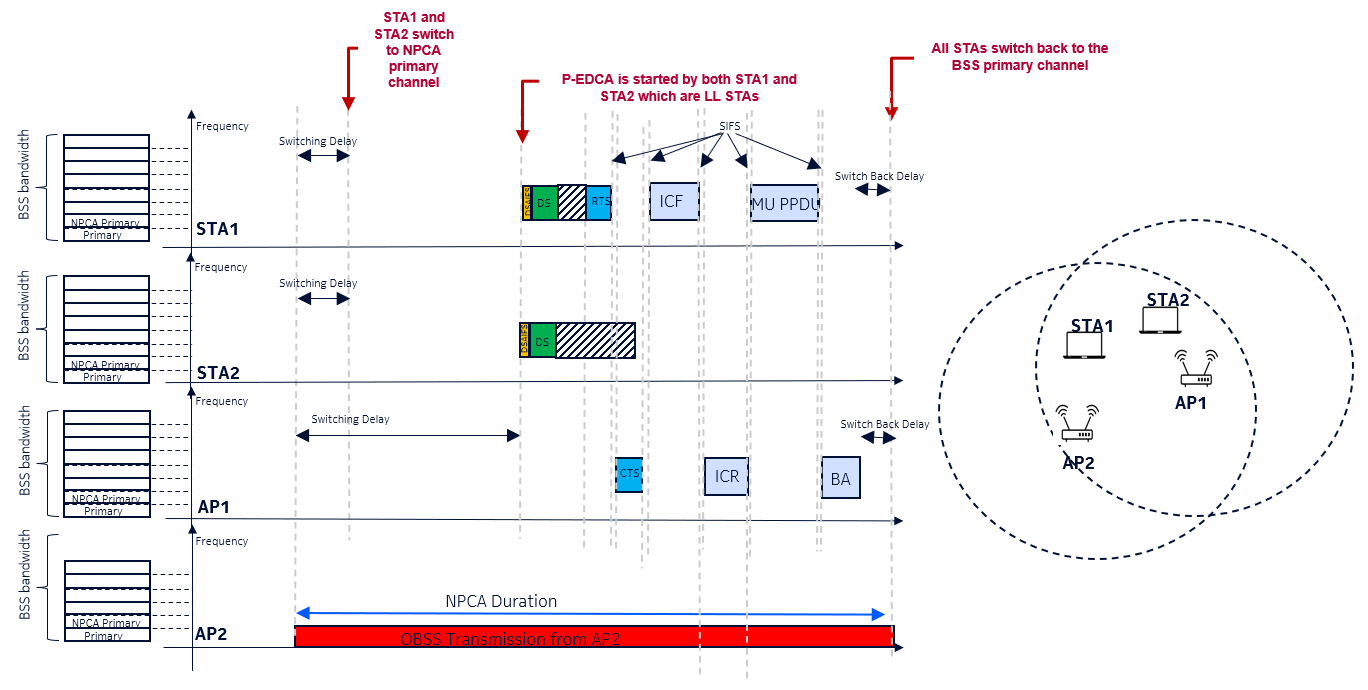 STA1 and
STA2 switch
to NPCA
primary
channel
P-EDCA is started by both STA1 and
STA2 which are LL STAs
All STAs switch back to the
BSS primary channel
BSS bandwidth
Frequency
Switching Delay
SIFS
Switch Back Delay
DSAIFS
DS
RTS
ICF
MU PPDU
NPCA Primary
Primary
STA1
BSS bandwidth
Frequency
Switching Delay
DSAIFS
DS
NPCA Primary
Primary
STA2
BSS bandwidth
Frequency
Switching Delay
Switch Back Delay
CTS
ICR
BA
NPCA Primary
Primary
AP1
BSS bandwidth
Frequency
NPCA Duration
NPCA Primary
Primary
AP2
OBSS Transmission from AP2
STA2
STA1
AP1
AP2